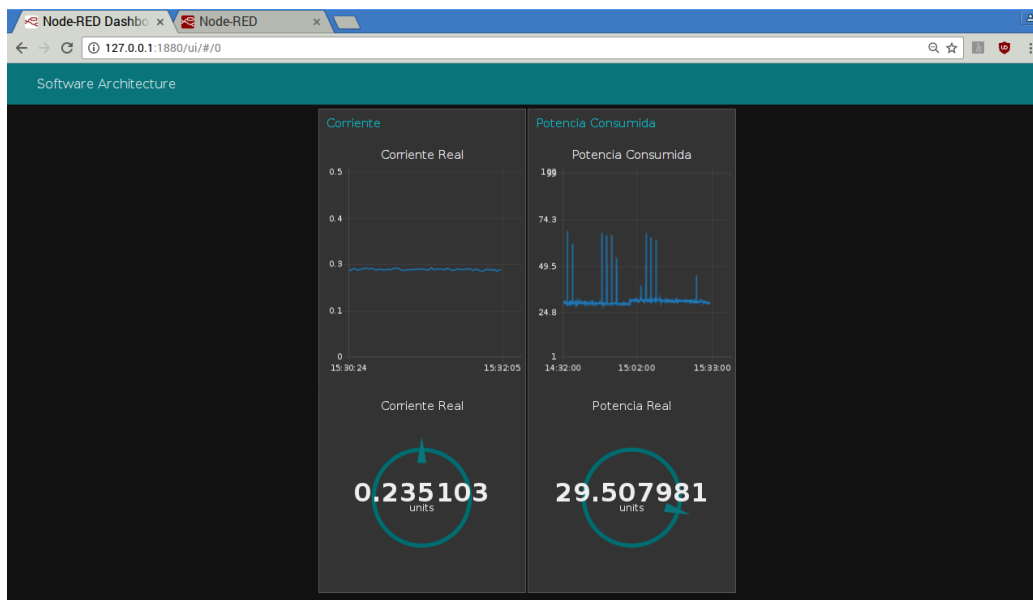 Node-RED Dashbo
Node-RED
127.0.0.1:1880/ui/#/0
Software Architecture
Corriente
Corriente Real
0.5
0.4
0.3
0.1
0
15:30:24
15:32:05
Corriente Real
0.235103
units
Potencia Consumida
Potencia Consumida
100
99
74.3
49.5
24.8
1
14:32:00
15:02:00
15:33:00
Potencia Real
29.507981
units